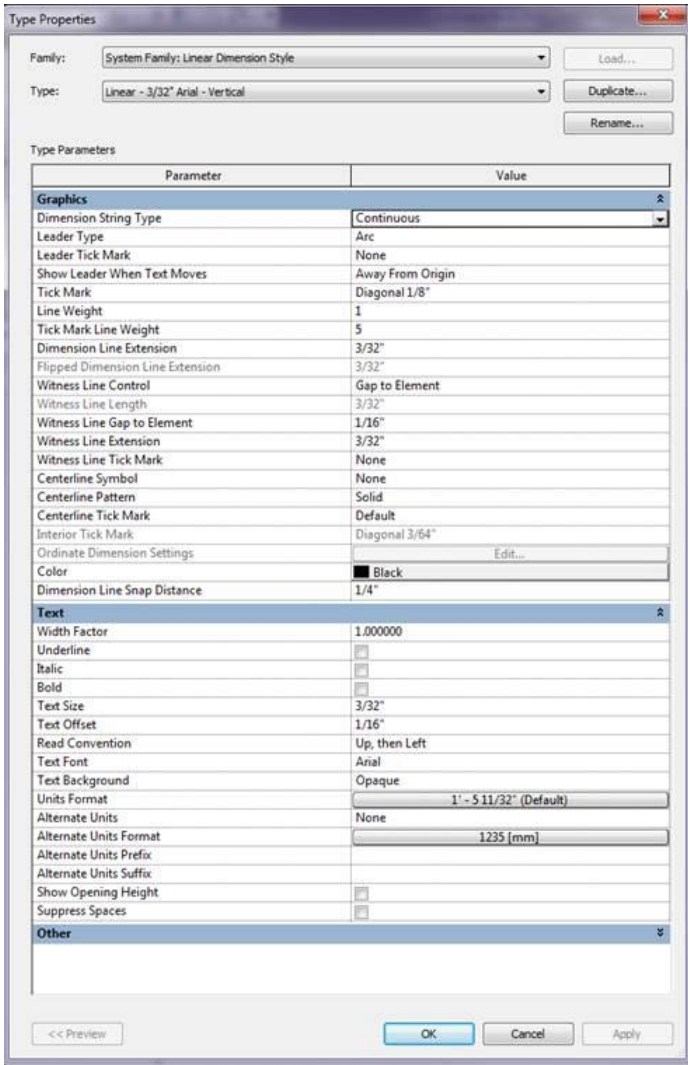 Type Properties
Family: System Family: Linear Dimension Style Load...
Type: Linear - 3/32" Arial - Vertical Duplicate...
Rename...
Type Parameters
Parameter Value
Graphics
Dimension String Type Continuous
Leader Type Arc
Leader Tick Mark None
Show Leader When Text Moves Away From Origin
Tick Mark Diagonal 1/8"
Line Weight 1
Tick Mark Line Weight 5
Dimension Line Extension 3/32"
Flipped Dimension Line Extension 3/32"
Witness Line Control Gap to Element
Witness Line Length 3/32"
Witness Line Gap to Element 1/16"
Witness Line Extension 3/32"
Witness Line Tick Mark None
Centerline Symbol None
Centerline Pattern Solid
Centerline Tick Mark Default
Interior Tick Mark Diagonal 3/64"
Ordinate Dimension Settings Edit...
Color Black
Dimension Line Snap Distance 1/4"
Text
Width Factor 1.000000
Underline
Italic
Bold
Text Size 3/32"
Text Offset 1/16"
Read Convention Up, then Left
Text Font Arial
Text Background Opaque
Units Format 1' - 5 11/32" (Default)
Alternate Units None
Alternate Units Format 1235 [mm]
Alternate Units Prefix
Alternate Units Suffix
Show Opening Height
Suppress Spaces
Other
<< Preview OK Cancel Apply